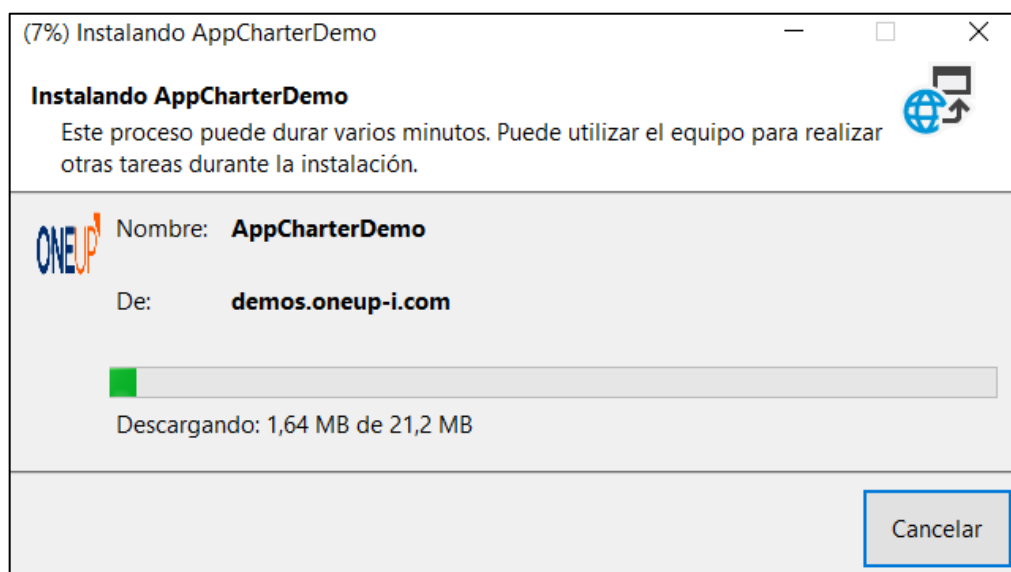 (7%) Instalando AppCharterDemo
Instalando AppCharterDemo
Este proceso puede durar varios minutos. Puede utilizar el equipo para realizar
otras tareas durante la instalación.
ONEUP
Nombre: AppCharterDemo
De: demos.oneup-i.com
Descargando: 1,64 MB de 21,2 MB
Cancelar